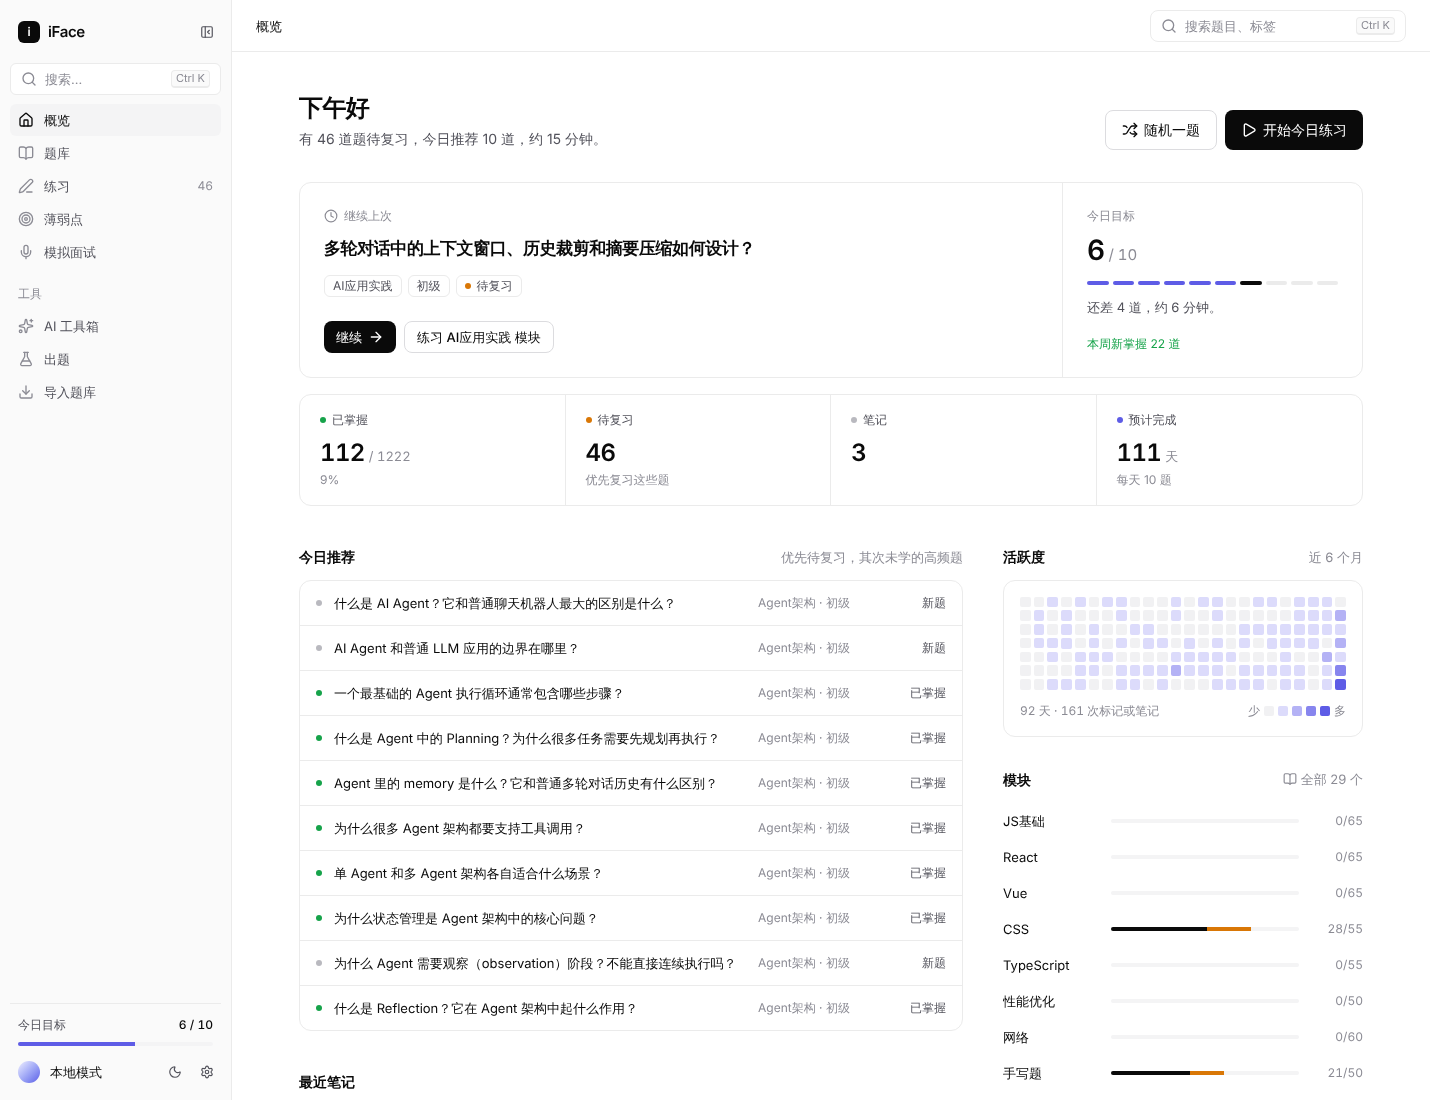 iFace
搜索...
Ctrl K
概览
题库
练习
46
薄弱点
模拟面试
工具
AI 工具箱
出题
导入题库
今日目标
6 / 10
本地模式
概览
搜索题目、标签
Ctrl K
下午好
有 46 道题待复习，今日推荐 10 道，约 15 分钟。
随机一题
开始今日练习
继续上次
多轮对话中的上下文窗口、历史裁剪和摘要压缩如何设计？
AI应用实践
初级
待复习
继续
练习 AI应用实践 模块
今日目标
6 / 10
还差 4 道，约 6 分钟。
本周新掌握 22 道
已掌握
112 / 1222
9%
待复习
46
优先复习这些题
笔记
3
预计完成
111 天
每天 10 题
今日推荐
优先待复习，其次未学的高频题
什么是 AI Agent？它和普通聊天机器人最大的区别是什么？ Agent架构 · 初级 新题
AI Agent 和普通 LLM 应用的边界在哪里？ Agent架构 · 初级 新题
一个最基础的 Agent 执行循环通常包含哪些步骤？ Agent架构 · 初级 已掌握
什么是 Agent 中的 Planning？为什么很多任务需要先规划再执行？ Agent架构 · 初级 已掌握
Agent 里的 memory 是什么？它和普通多轮对话历史有什么区别？ Agent架构 · 初级 已掌握
为什么很多 Agent 架构都要支持工具调用？ Agent架构 · 初级 已掌握
单 Agent 和多 Agent 架构各自适合什么场景？ Agent架构 · 初级 已掌握
为什么状态管理是 Agent 架构中的核心问题？ Agent架构 · 初级 已掌握
为什么 Agent 需要观察（observation）阶段？不能直接连续执行吗？ Agent架构 · 初级 新题
什么是 Reflection？它在 Agent 架构中起什么作用？ Agent架构 · 初级 已掌握
最近笔记
活跃度
近 6 个月
92 天 · 161 次标记或笔记
少
多
模块
全部 29 个
JS基础 0/65
React 0/65
Vue 0/65
CSS 28/55
TypeScript 0/55
性能优化 0/50
网络 0/60
手写题 21/50